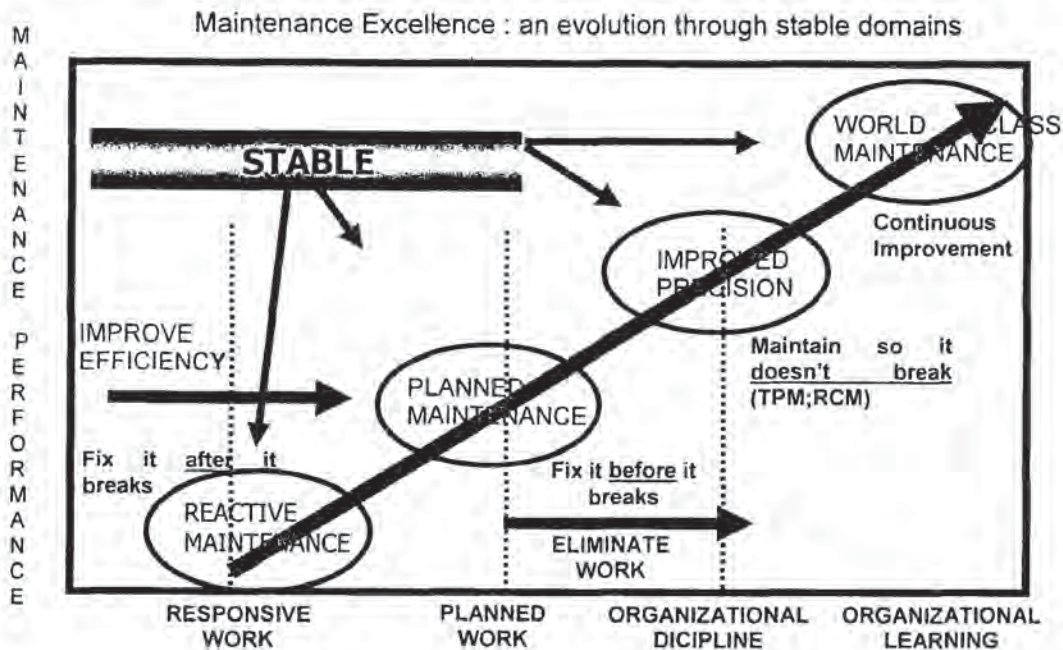 Maintenance Excellence : an evolution through stable domains
MAINTENANCE PERFORMANCE
STABLE
WORLD CLASS
MAINTENANCE
Continuous
Improvement
IMPROVED
PRECISION
IMPROVE
EFFICIENCY
Maintain so it
doesn't break
(TPM;RCM)
PLANNED
MAINTENANCE
Fix it after it
breaks
Fix it before it
breaks
REACTIVE
MAINTENANCE
ELIMINATE
WORK
RESPONSIVE
WORK
PLANNED
WORK
ORGANIZATIONAL
DICIPLINE
ORGANIZATIONAL
LEARNING